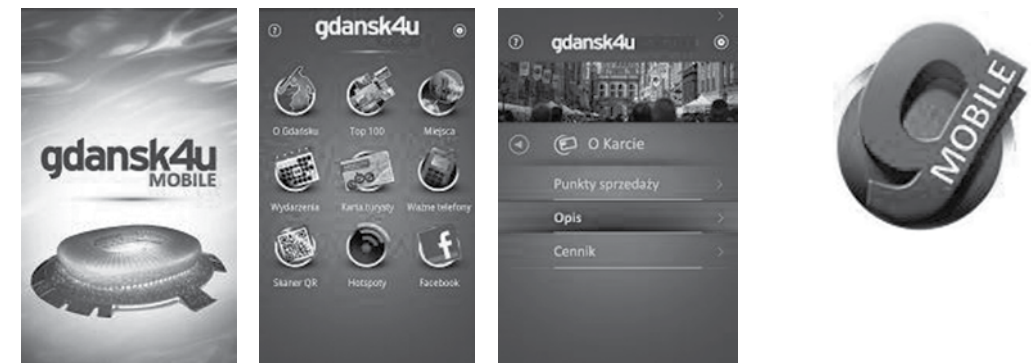 gdansk4u
MOBILE
gdansk4u
O Gdańsku
Top 100
Miejsca
Wydarzenia
Karta turysty
Ważne telefony
Skaner QR
Hotspoty
Facebook
gdansk4u
O Karcie
Punkty sprzedaży
Opis
Cennik
g MOBILE